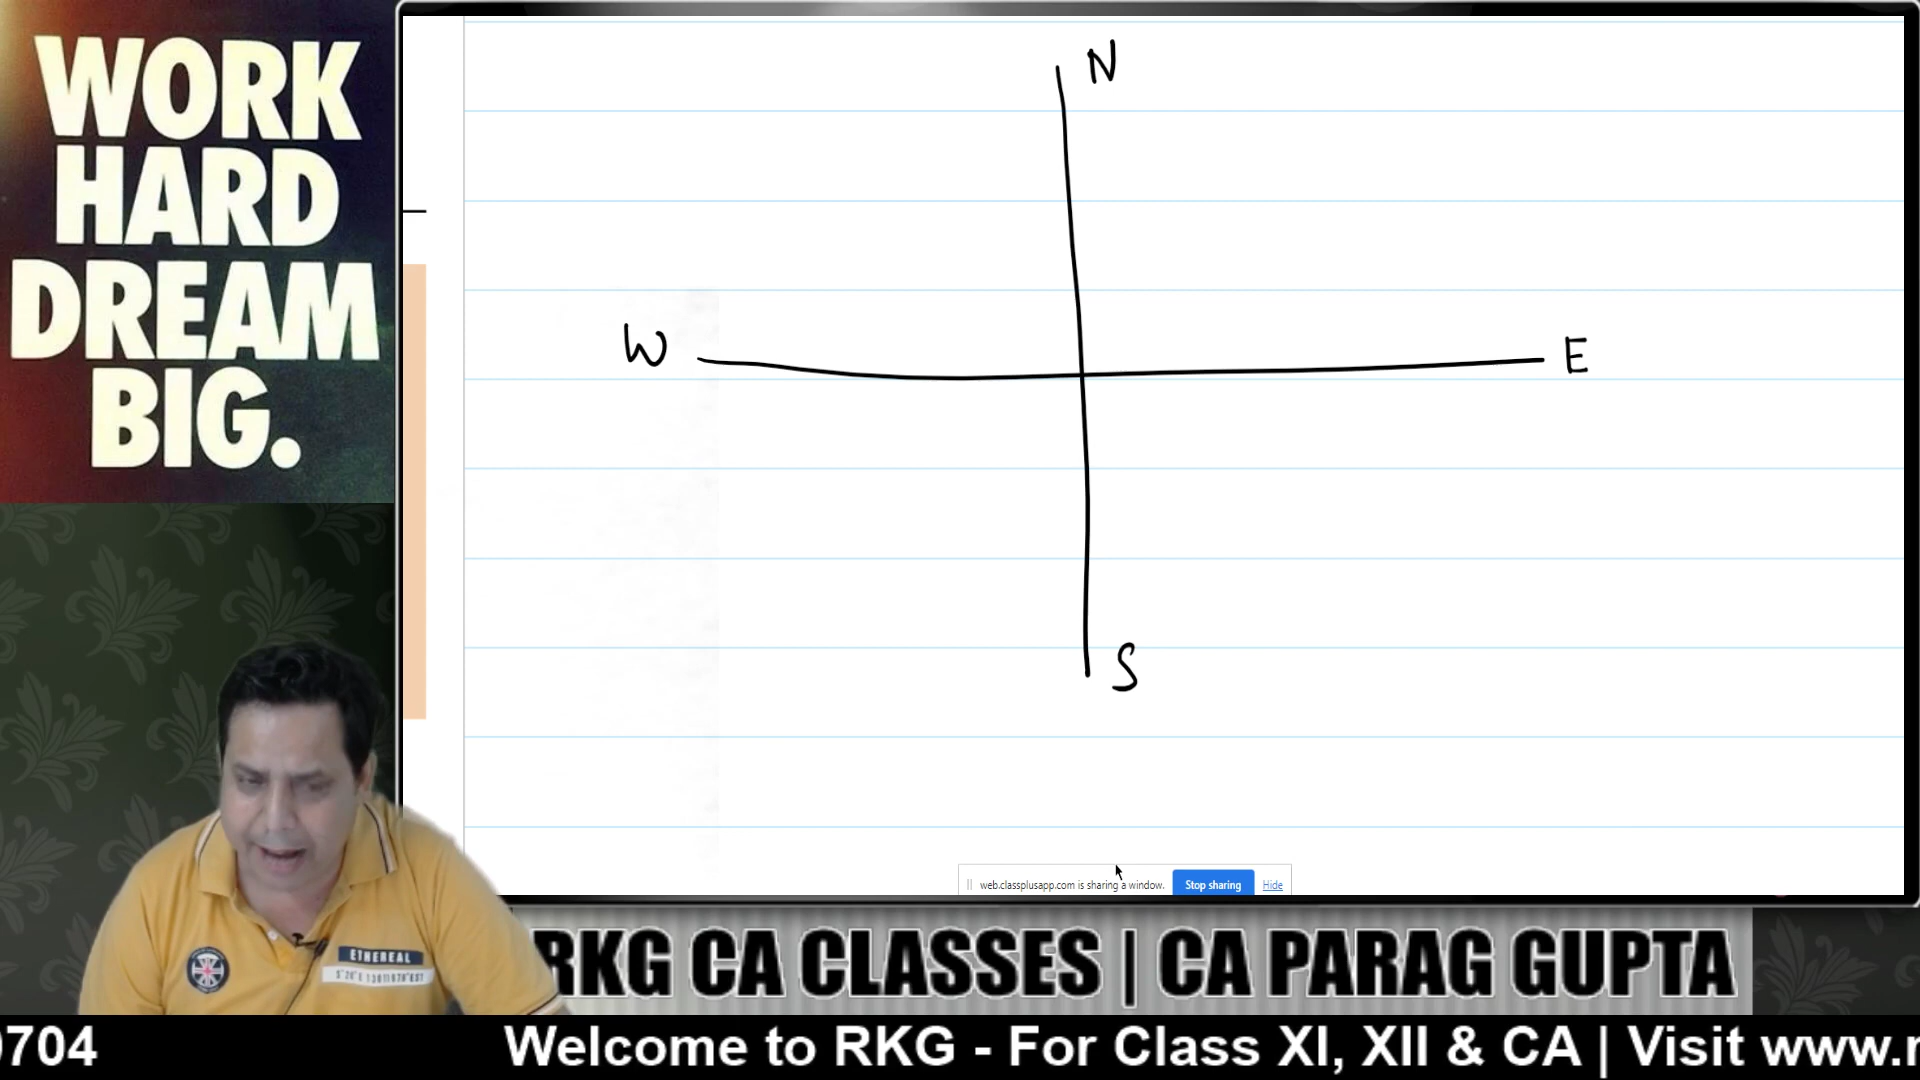 WORK
HARD
DREAM
BIG.
N
W
E
S
web.classplusapp.com is sharing a window. Stop sharing Hide
ETHEREAL
RKG CA CLASSES | CA PARAG GUPTA
0704 Welcome to RKG - For Class XI, XII & CA | Visit www.r